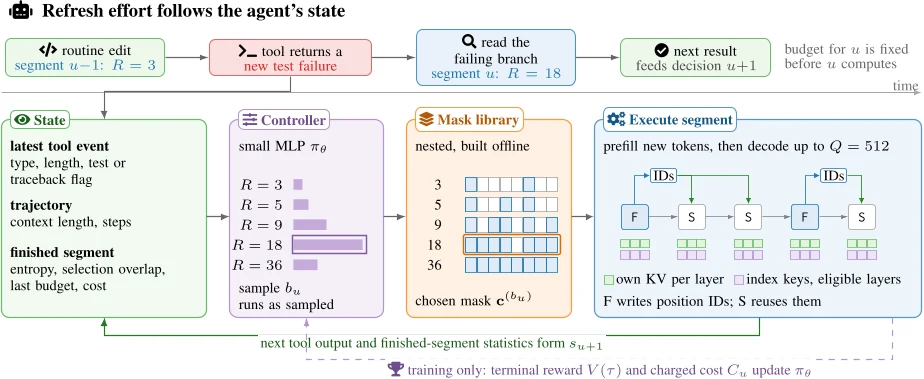 Refresh effort follows the agent's state
routine edit
segment u−1: R = 3
tool returns a
new test failure
read the
failing branch
segment u: R = 18
next result
feeds decision u+1
budget for u is fixed
before u computes
time
State
latest tool event
type, length, test or
traceback flag
trajectory
context length, steps
finished segment
entropy, selection overlap,
last budget, cost
Controller
small MLP πθ
R = 3
R = 5
R = 9
R = 18
R = 36
sample bᵤ
runs as sampled
Mask library
nested, built offline
3
5
9
18
36
chosen mask c^(bᵤ)
Execute segment
prefill new tokens, then decode up to Q = 512
IDs
IDs
F
S
S
F
S
own KV per layer
index keys, eligible layers
F writes position IDs; S reuses them
next tool output and finished-segment statistics form sᵤ₊₁
training only: terminal reward V(τ) and charged cost Cᵤ update πθ